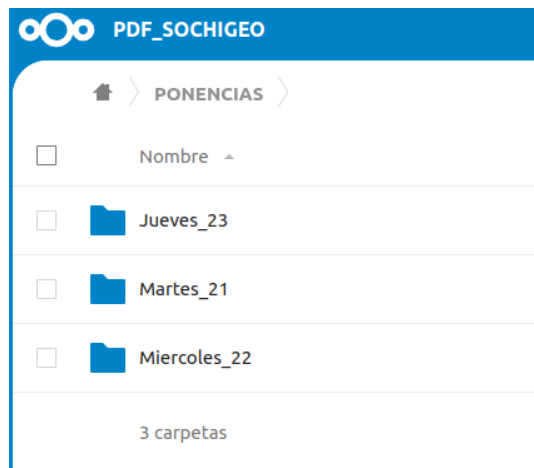 PDF_SOCHIGEO
PONENCIAS
Nombre
Jueves_23
Martes_21
Miercoles_22
3 carpetas